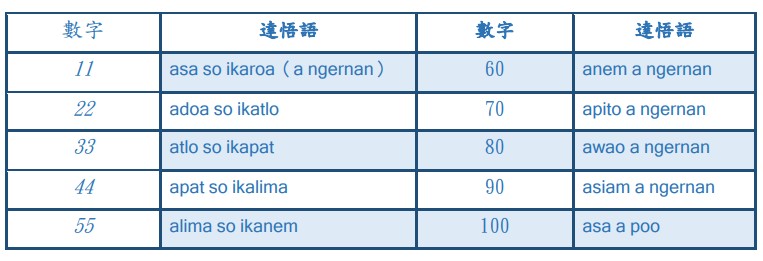 數字 達悟語 數字 達悟語
11 asa so ikaroa（a ngernan） 60 anem a ngernan
22 adoa so ikatlo 70 apito a ngernan
33 atlo so ikapat 80 awao a ngernan
44 apat so ikalima 90 asiam a ngernan
55 alima so ikanem 100 asa a poo